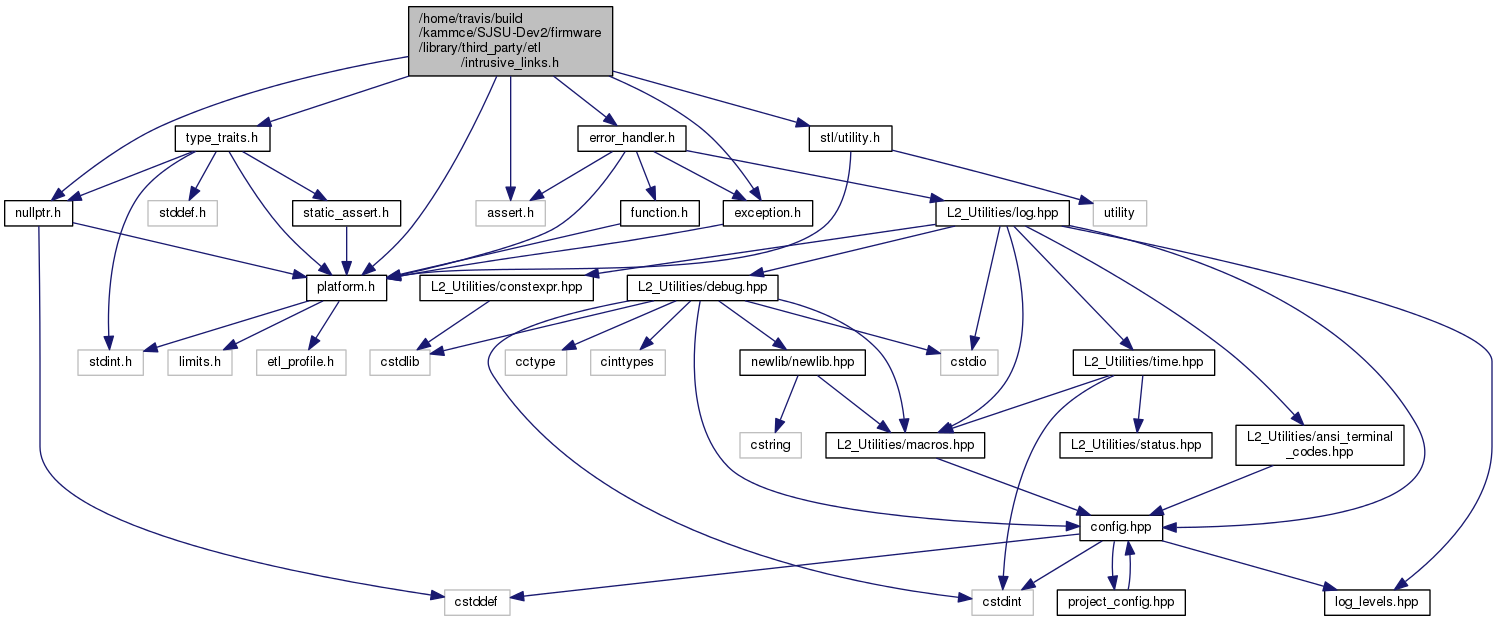 /home/travis/build
/kammce/SJSU-Dev2/firmware
/library/third_party/etl
/intrusive_links.h
type_traits.h
error_handler.h
stl/utility.h
nullptr.h
stddef.h
static_assert.h
assert.h
function.h
exception.h
L2_Utilities/log.hpp
utility
platform.h
L2_Utilities/constexpr.hpp
L2_Utilities/debug.hpp
stdint.h
limits.h
etl_profile.h
cstdlib
cctype
cinttypes
newlib/newlib.hpp
cstdio
L2_Utilities/time.hpp
cstring
L2_Utilities/macros.hpp
L2_Utilities/status.hpp
L2_Utilities/ansi_terminal
_codes.hpp
config.hpp
cstddef
cstdint
project_config.hpp
log_levels.hpp